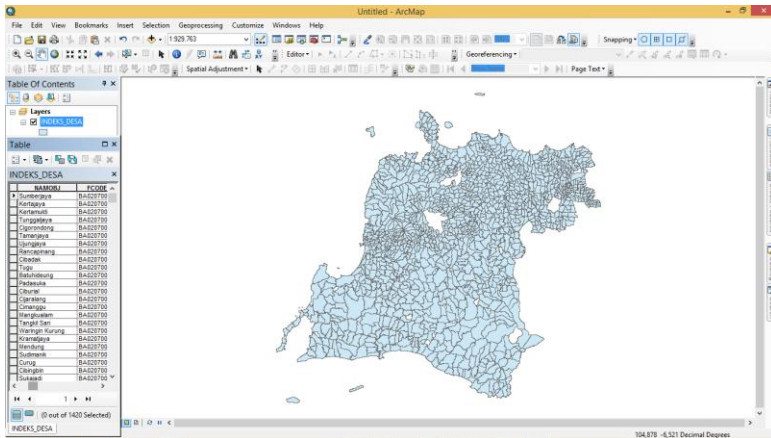 Untitled - ArcMap
File Edit View Bookmarks Insert Selection Geoprocessing Customize Windows Help
1:929.763
Snapping
Editor
Georeferencing
Spatial Adjustment
Page Text
Table Of Contents
Layers
INDEKS_DESA
Table
INDEKS_DESA
NAMOBJ FCODE
Sumberjaya BA020700
Kertajaya BA020700
Kertamukti BA020700
Tunggaljaya BA020700
Cigorondong BA020700
Tamanjaya BA020700
Ujungjaya BA020700
Rancapinang BA020700
Cibadak BA020700
Tugu BA020700
Batuhideung BA020700
Padasuka BA020700
Ciburial BA020700
Cijaralang BA020700
Cimanggu BA020700
Mangkualam BA020700
Tangkil Sari BA020700
Waringin Kurung BA020700
Kramatjaya BA020700
Mendung BA020700
Sudimanik BA020700
Curug BA020700
Cibingbin BA020700
Sukajadi BA020700
1
(0 out of 1420 Selected)
INDEKS_DESA
104,878 -6,521 Decimal Degrees